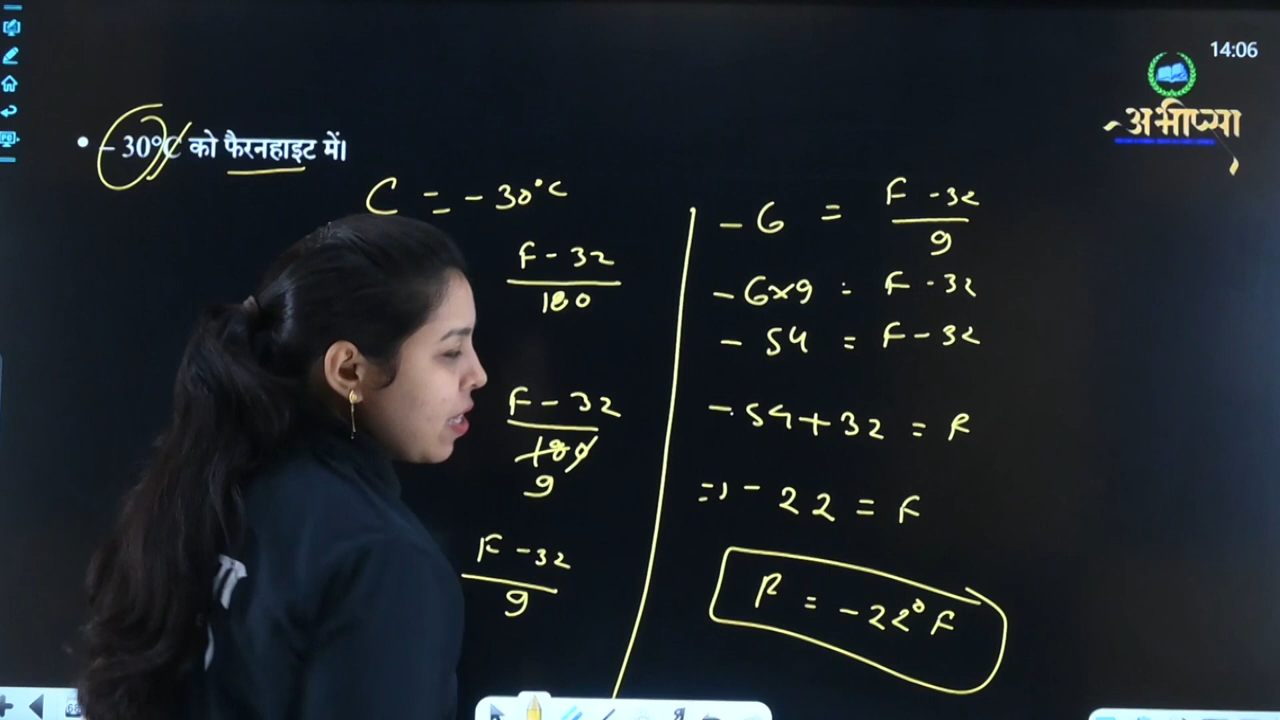 14:06
अभीप्सा
• – 30°C को फैरनहाइट में।
C = - 30°C
F - 32
180
F - 32
180
9
F - 32
9
- 6 = F - 32
9
- 6×9 = F - 32
- 54 = F - 32
- 54 + 32 = F
=> - 22 = F
F = - 22° F